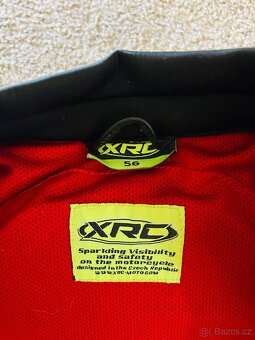 XRC
56
XRC
Sparkling Visibility
and Safety
on the motorcycle
designed in the Czech Republic
WWW.XRC-MOTO.COM
Bazoš.cz